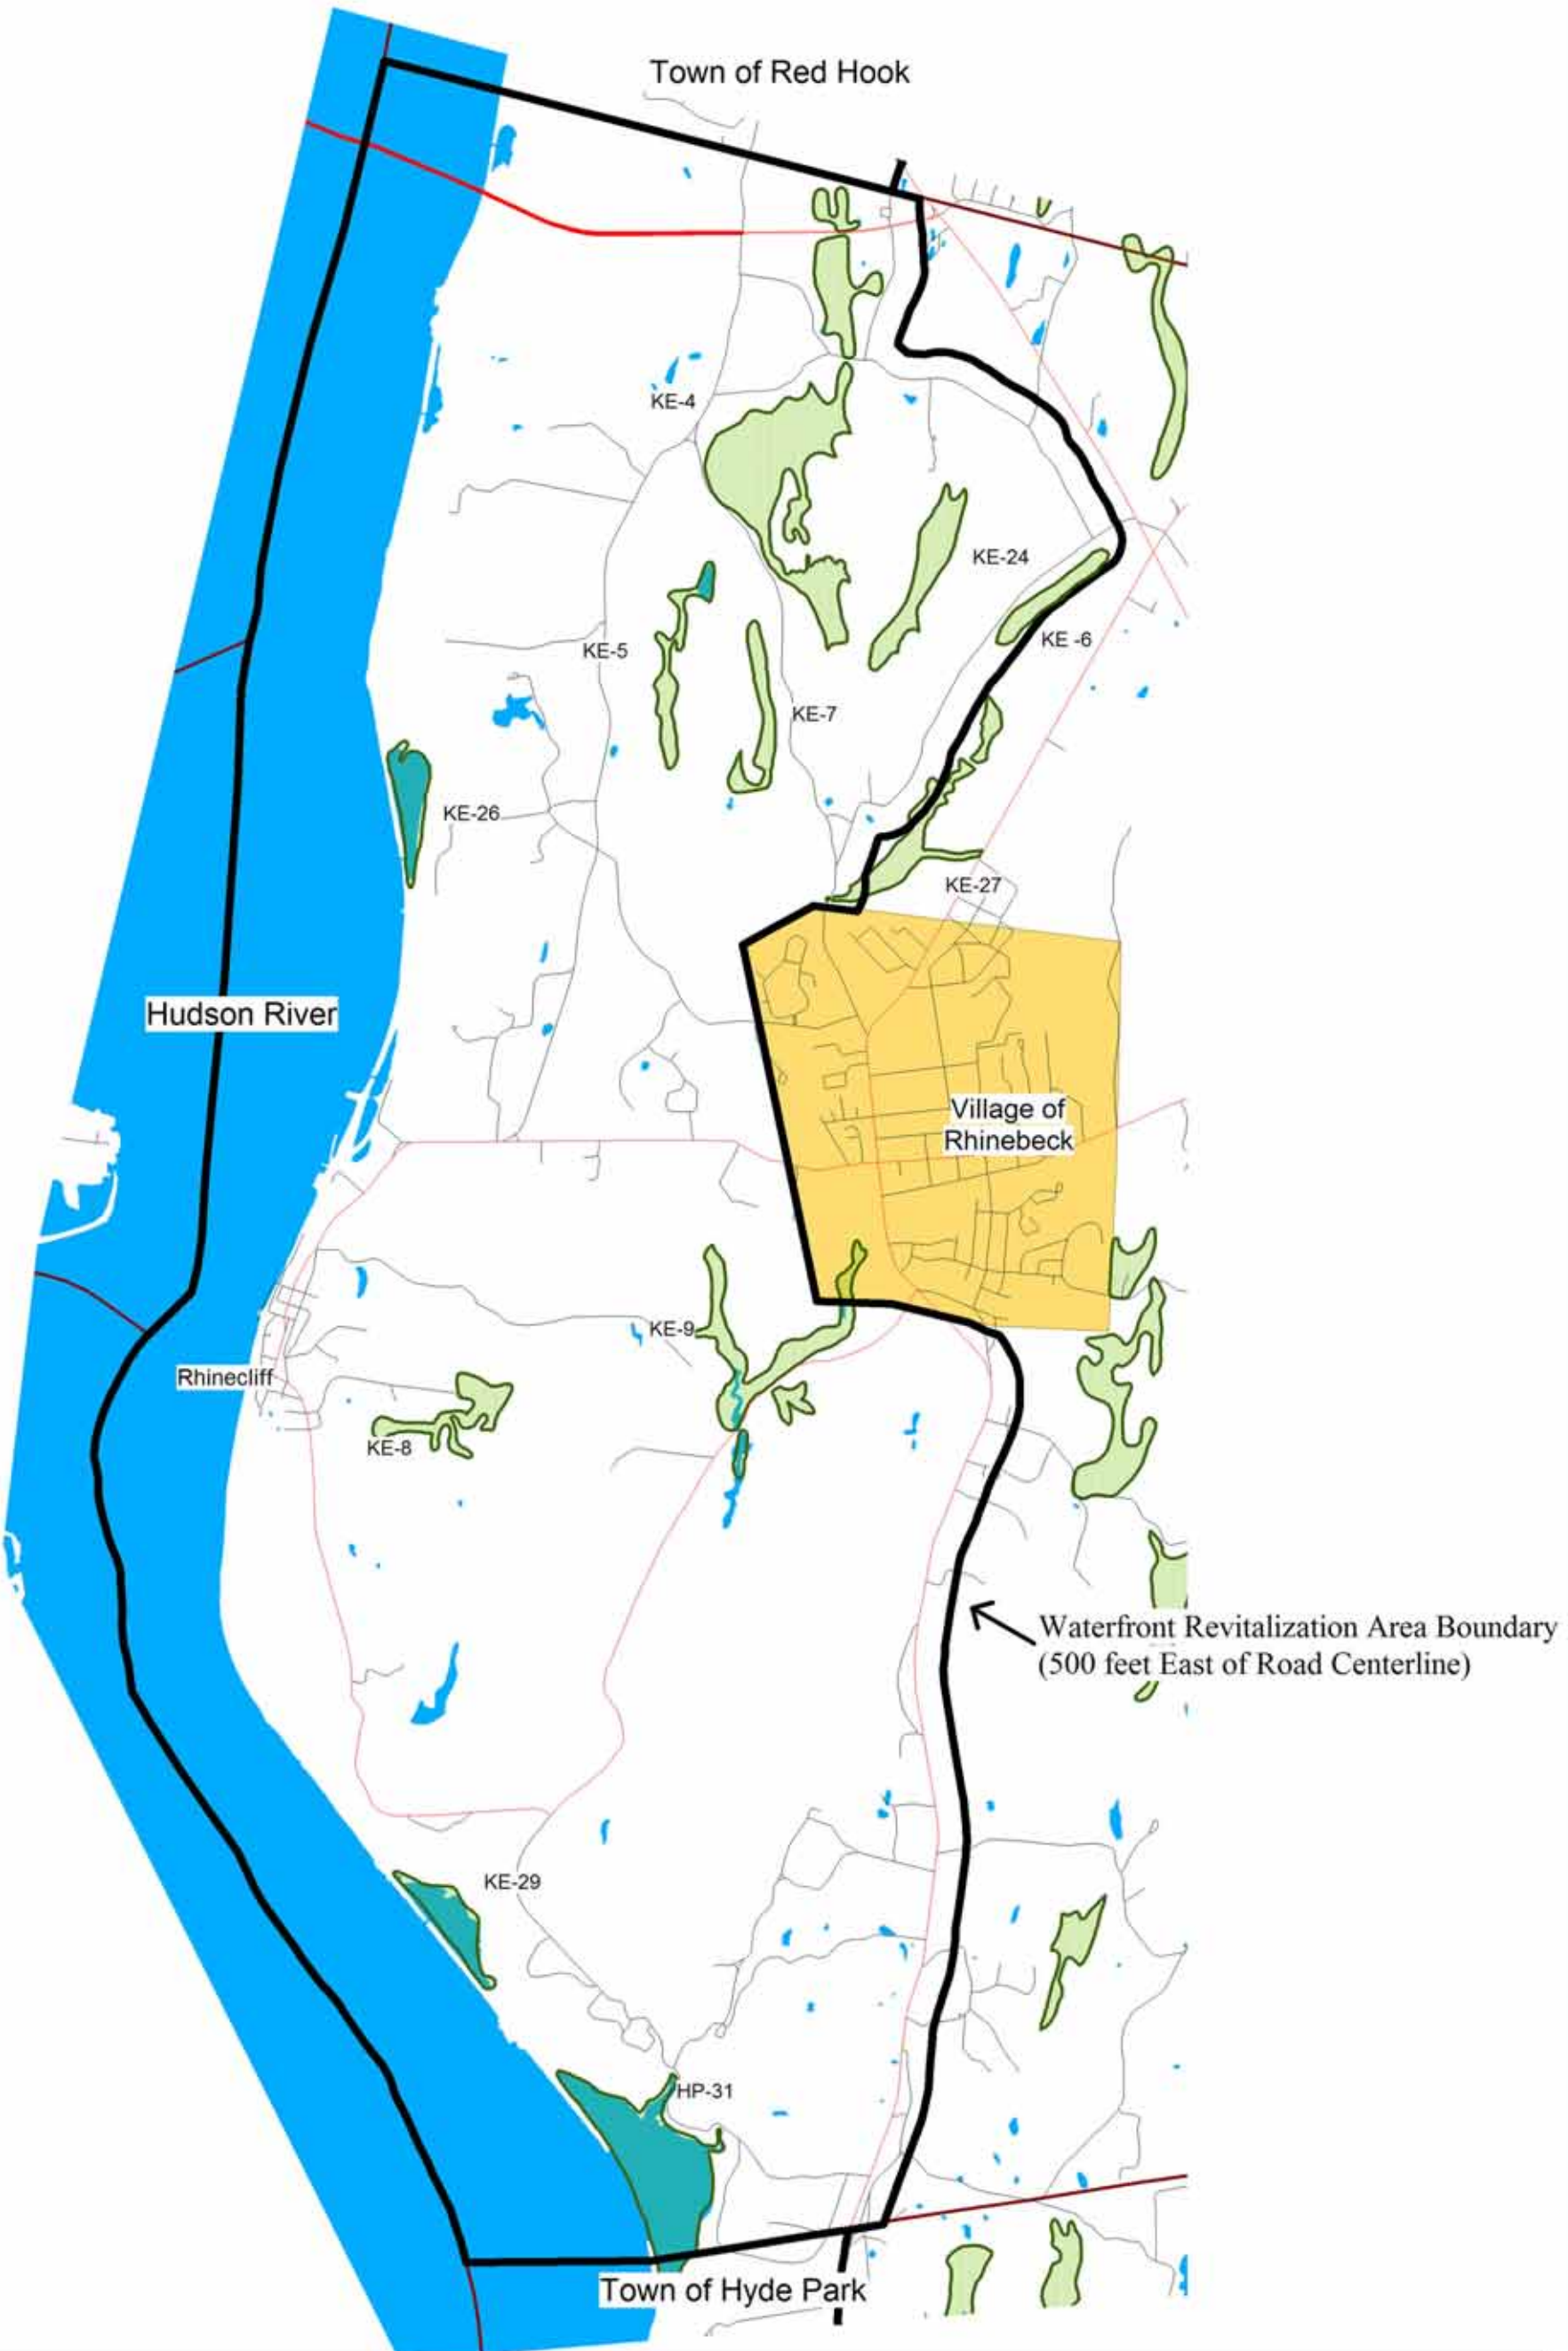 Town of Red Hook
KE-4
KE-24
KE -6
KE-5
KE-7
KE-26
KE-27
Hudson River
Village of
Rhinebeck
KE-9
Rhinecliff
KE-8
Waterfront Revitalization Area Boundary
(500 feet East of Road Centerline)
KE-29
HP-31
Town of Hyde Park